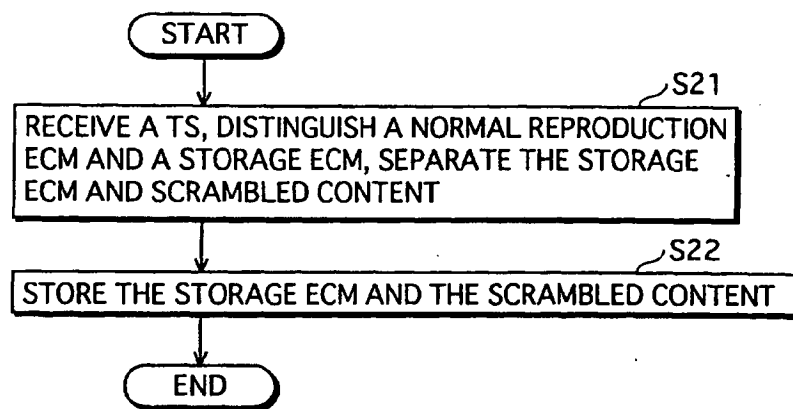 START
S21
RECEIVE A TS, DISTINGUISH A NORMAL REPRODUCTION
ECM AND A STORAGE ECM, SEPARATE THE STORAGE
ECM AND SCRAMBLED CONTENT
S22
STORE THE STORAGE ECM AND THE SCRAMBLED CONTENT
END